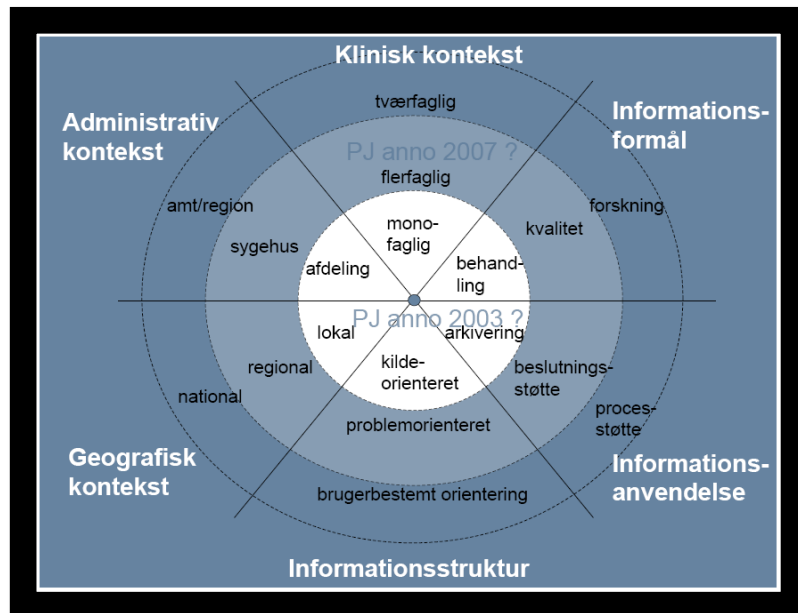 Klinisk kontekst
tværfaglig
Administrativ
kontekst
Informations-
formål
PJ anno 2007 ?
flerfaglig
amt/region
forskning
mono-
faglig
kvalitet
sygehus
afdeling
behand-
ling
PJ anno 2003 ?
lokal
arkivering
kilde-
orienteret
regional
beslutnings-
støtte
national
proces-
støtte
problemorienteret
Geografisk
kontekst
Informations-
anvendelse
brugerbestemt orientering
Informationsstruktur